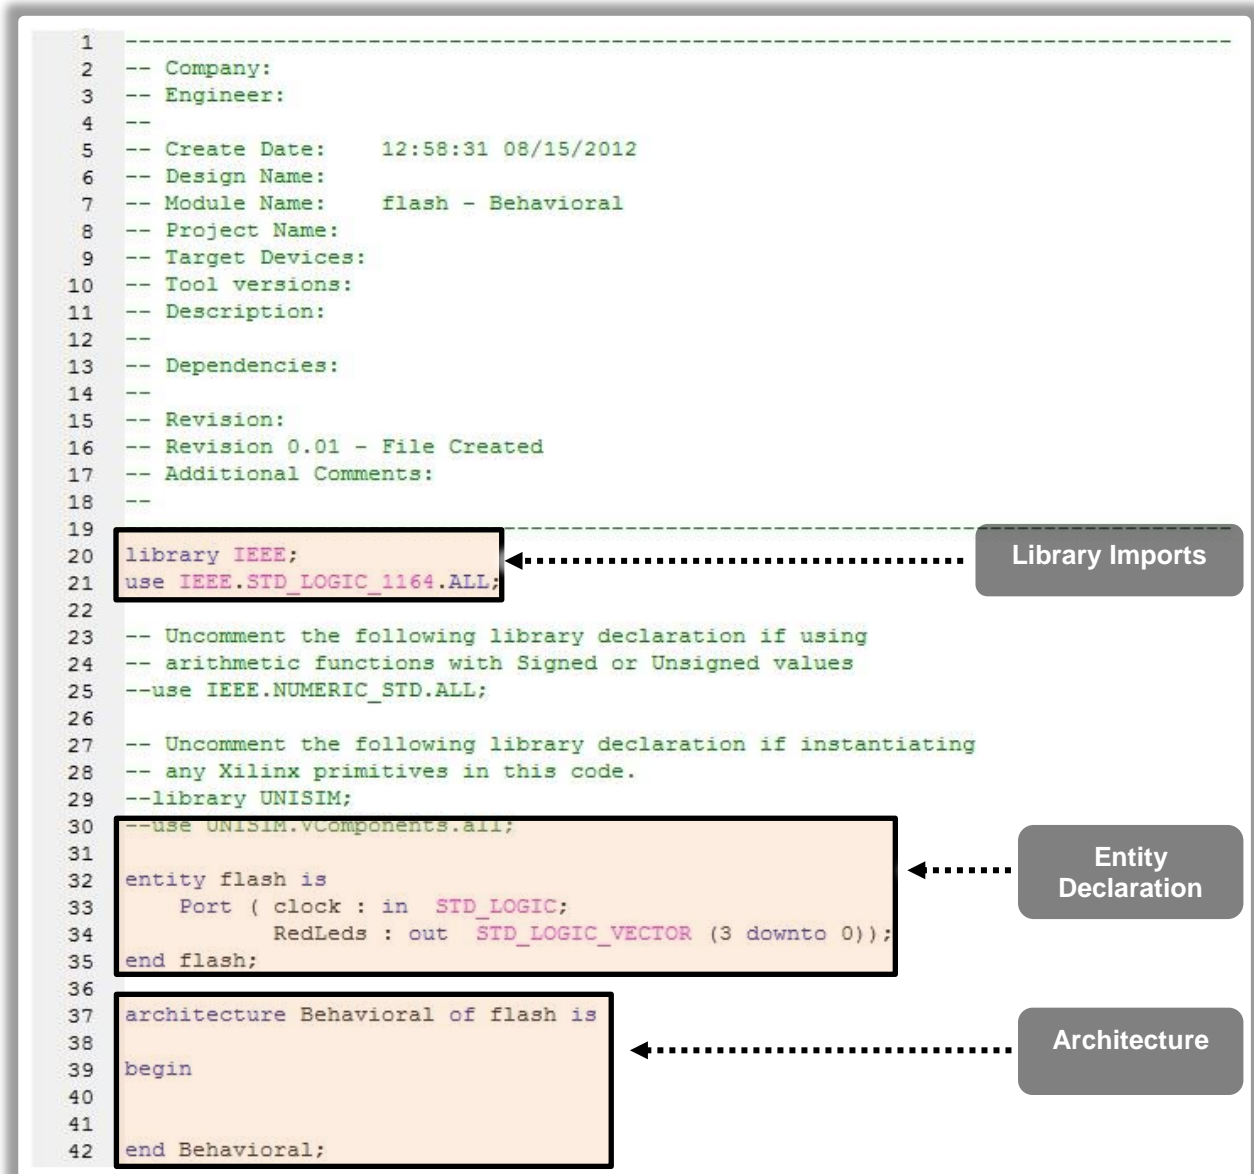 1 --------------------------------------------------------------------------------
2 -- Company:
3 -- Engineer:
4 --
5 -- Create Date:    12:58:31 08/15/2012
6 -- Design Name:
7 -- Module Name:    flash - Behavioral
8 -- Project Name:
9 -- Target Devices:
10 -- Tool versions:
11 -- Description:
12 --
13 -- Dependencies:
14 --
15 -- Revision:
16 -- Revision 0.01 - File Created
17 -- Additional Comments:
18 --
19 --------------------------------------------------------------------------------
20 library IEEE;
Library Imports
21 use IEEE.STD_LOGIC_1164.ALL;
22
23 -- Uncomment the following library declaration if using
24 -- arithmetic functions with Signed or Unsigned values
25 --use IEEE.NUMERIC_STD.ALL;
26
27 -- Uncomment the following library declaration if instantiating
28 -- any Xilinx primitives in this code.
29 --library UNISIM;
30 --use UNISIM.VComponents.all;
31
Entity
Declaration
32 entity flash is
33     Port ( clock : in  STD_LOGIC;
34            RedLeds : out  STD_LOGIC_VECTOR (3 downto 0));
35 end flash;
36
37 architecture Behavioral of flash is
38
Architecture
39 begin
40
41
42 end Behavioral;